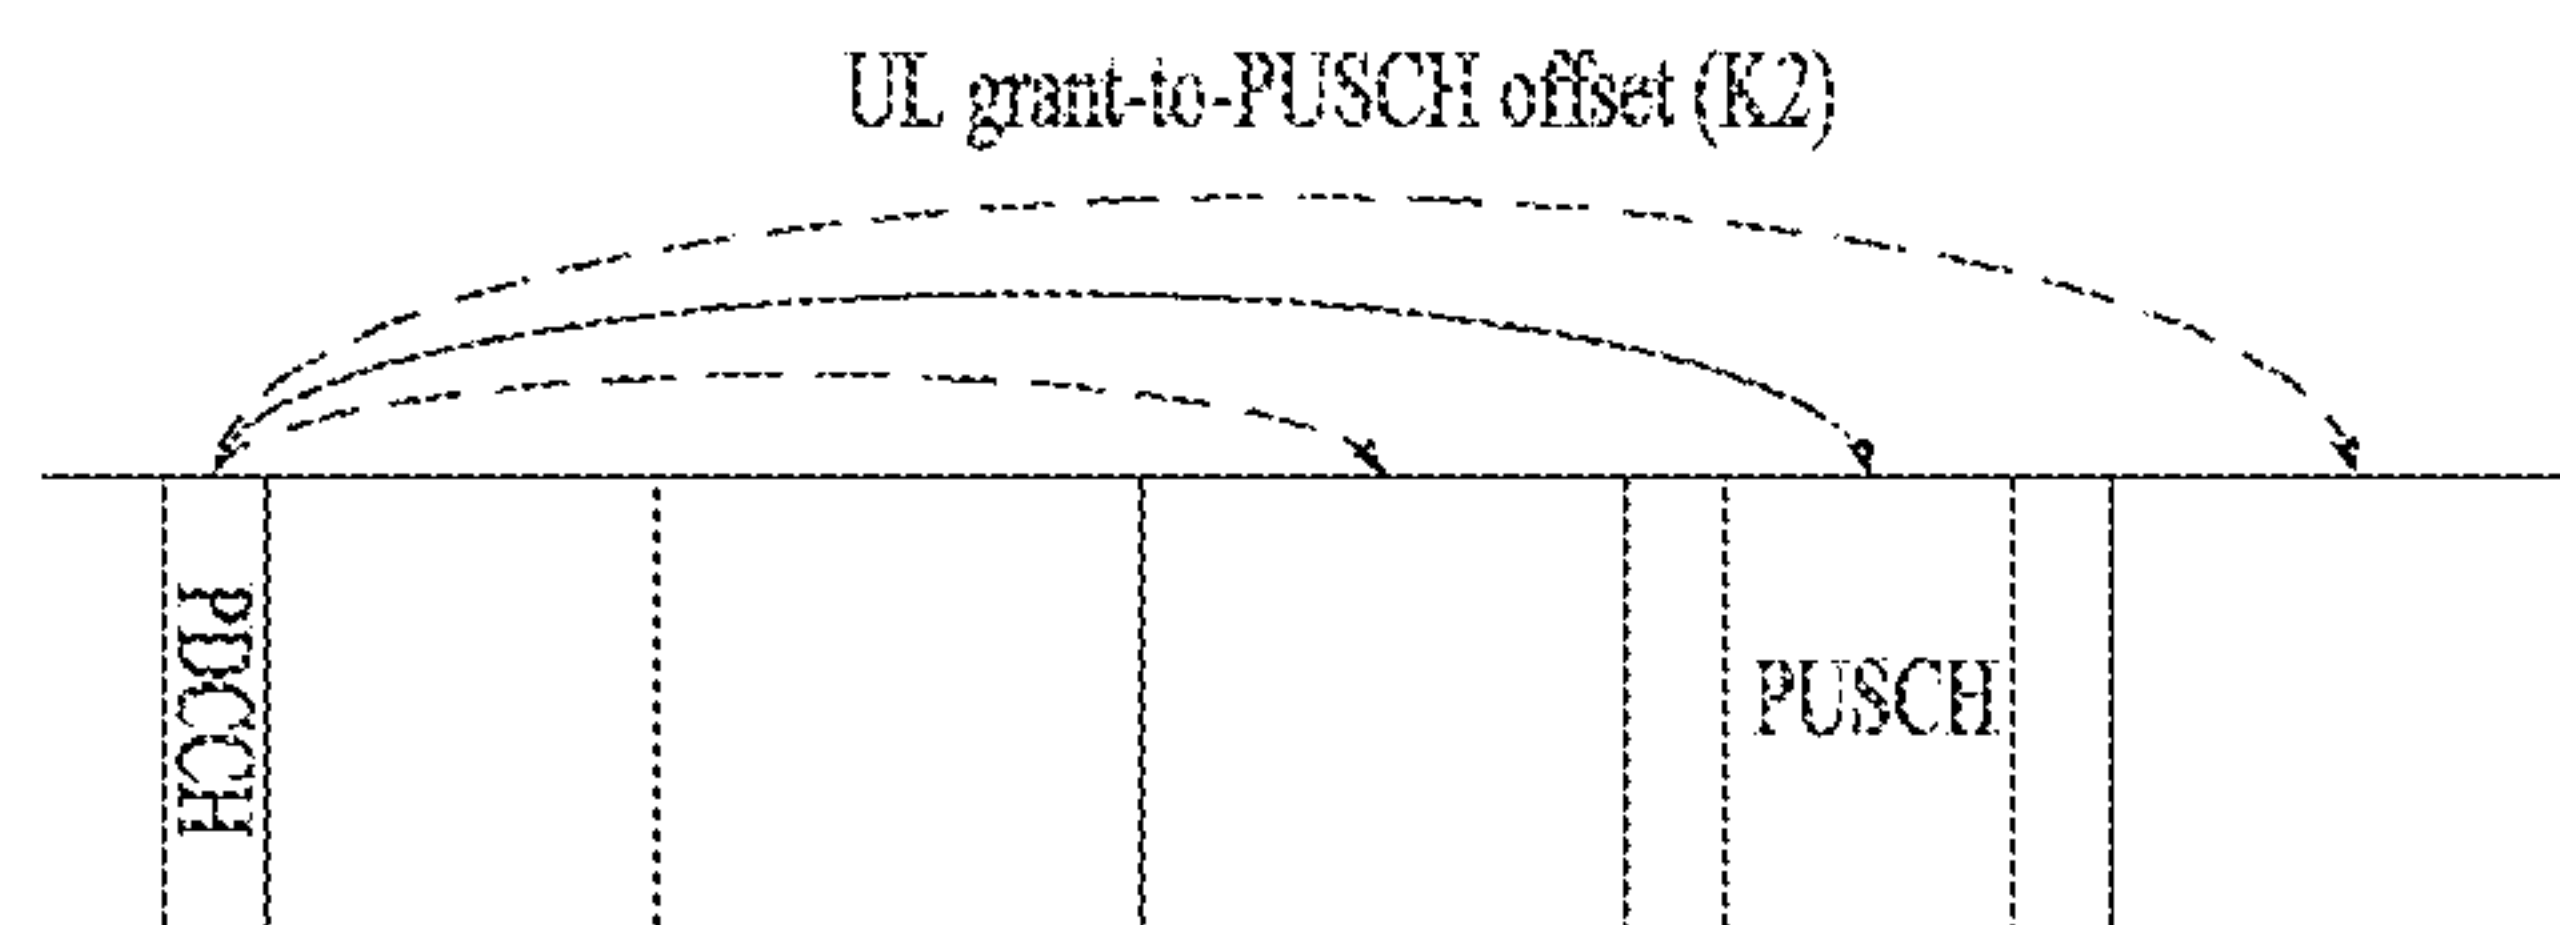 UL grant-to-PUSCH offset (K2)
PDCCH
PUSCH